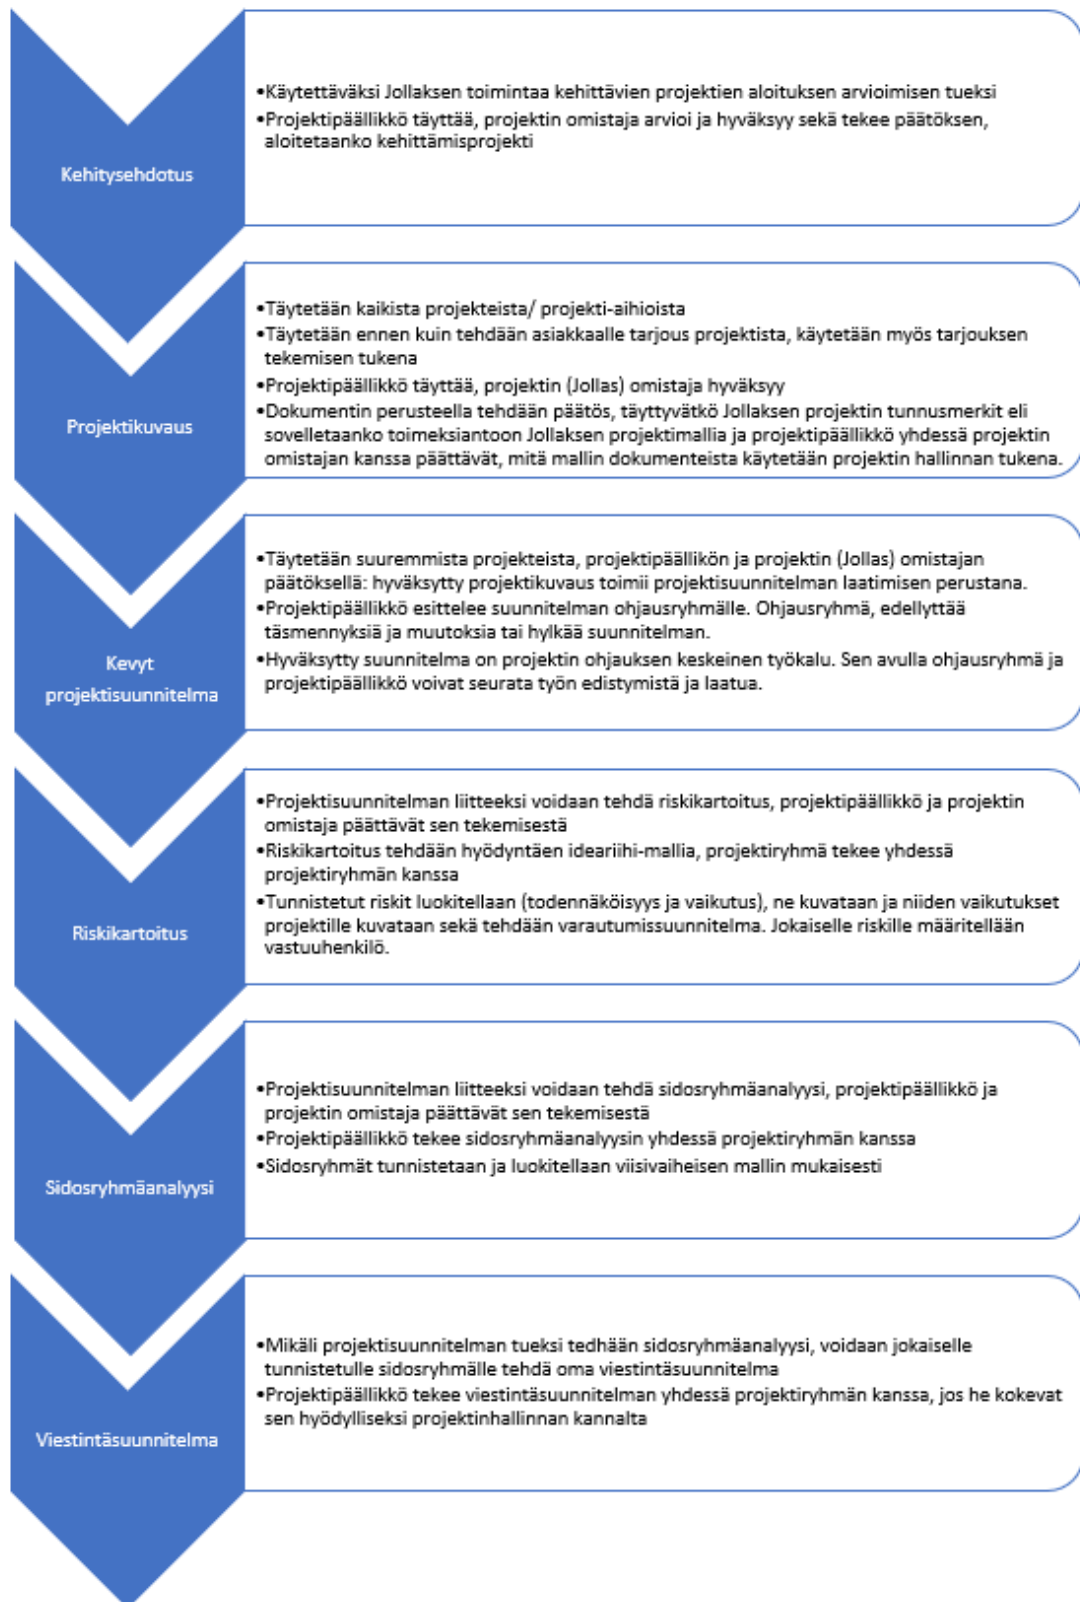 Kehitysehdotus
•Käytettäväksi Jollaksen toimintaa kehittävien projektien aloituksen arvioimisen tueksi
•Projektipäällikkö täyttää, projektin omistaja arvioi ja hyväksyy sekä tekee päätöksen,
aloitetaanko kehittämisprojekti
Projektikuvaus
•Täytetään kaikista projekteista/ projekti-aihioista
•Täytetään ennen kuin tehdään asiakkaalle tarjous projektista, käytetään myös tarjouksen
tekemisen tukena
•Projektipäällikkö täyttää, projektin (Jollas) omistaja hyväksyy
•Dokumentin perusteella tehdään päätös, täyttyvätkö Jollaksen projektin tunnusmerkit eli
sovelletaanko toimeksiantoon Jollaksen projektimallia ja projektipäällikkö yhdessä projektin
omistajan kanssa päättävät, mitä mallin dokumenteista käytetään projektin hallinnan tukena.
Kevyt
projektisuunnitelma
•Täytetään suuremmista projekteista, projektipäällikön ja projektin (Jollas) omistajan
päätöksellä: hyväksytty projektikuvaus toimii projektisuunnitelman laatimisen perustana.
•Projektipäällikkö esittelee suunnitelman ohjausryhmälle. Ohjausryhmä, edellyttää
täsmennyksiä ja muutoksia tai hylkää suunnitelman.
•Hyväksytty suunnitelma on projektin ohjauksen keskeinen työkalu. Sen avulla ohjausryhmä ja
projektipäällikkö voivat seurata työn edistymistä ja laatua.
Riskikartoitus
•Projektisuunnitelman liitteeksi voidaan tehdä riskikartoitus, projektipäällikkö ja projektin
omistaja päättävät sen tekemisestä
•Riskikartoitus tehdään hyödyntäen ideariihi-mallia, projektiryhmä tekee yhdessä
projektiryhmän kanssa
•Tunnistetut riskit luokitellaan (todennäköisyys ja vaikutus), ne kuvataan ja niiden vaikutukset
projektille kuvataan sekä tehdään varautumissuunnitelma. Jokaiselle riskille määritellään
vastuuhenkilö.
Sidosryhmäanalyysi
•Projektisuunnitelman liitteeksi voidaan tehdä sidosryhmäanalyysi, projektipäällikkö ja
projektin omistaja päättävät sen tekemisestä
•Projektipäällikkö tekee sidosryhmäanalyysin yhdessä projektiryhmän kanssa
•Sidosryhmät tunnistetaan ja luokitellaan viisivaiheisen mallin mukaisesti
Viestintäsuunnitelma
•Mikäli projektisuunnitelman tueksi tedhään sidosryhmäanalyysi, voidaan jokaiselle
tunnistetulle sidosryhmälle tehdä oma viestintäsuunnitelma
•Projektipäällikkö tekee viestintäsuunnitelman yhdessä projektiryhmän kanssa, jos he kokevat
sen hyödylliseksi projektinhallinnan kannalta